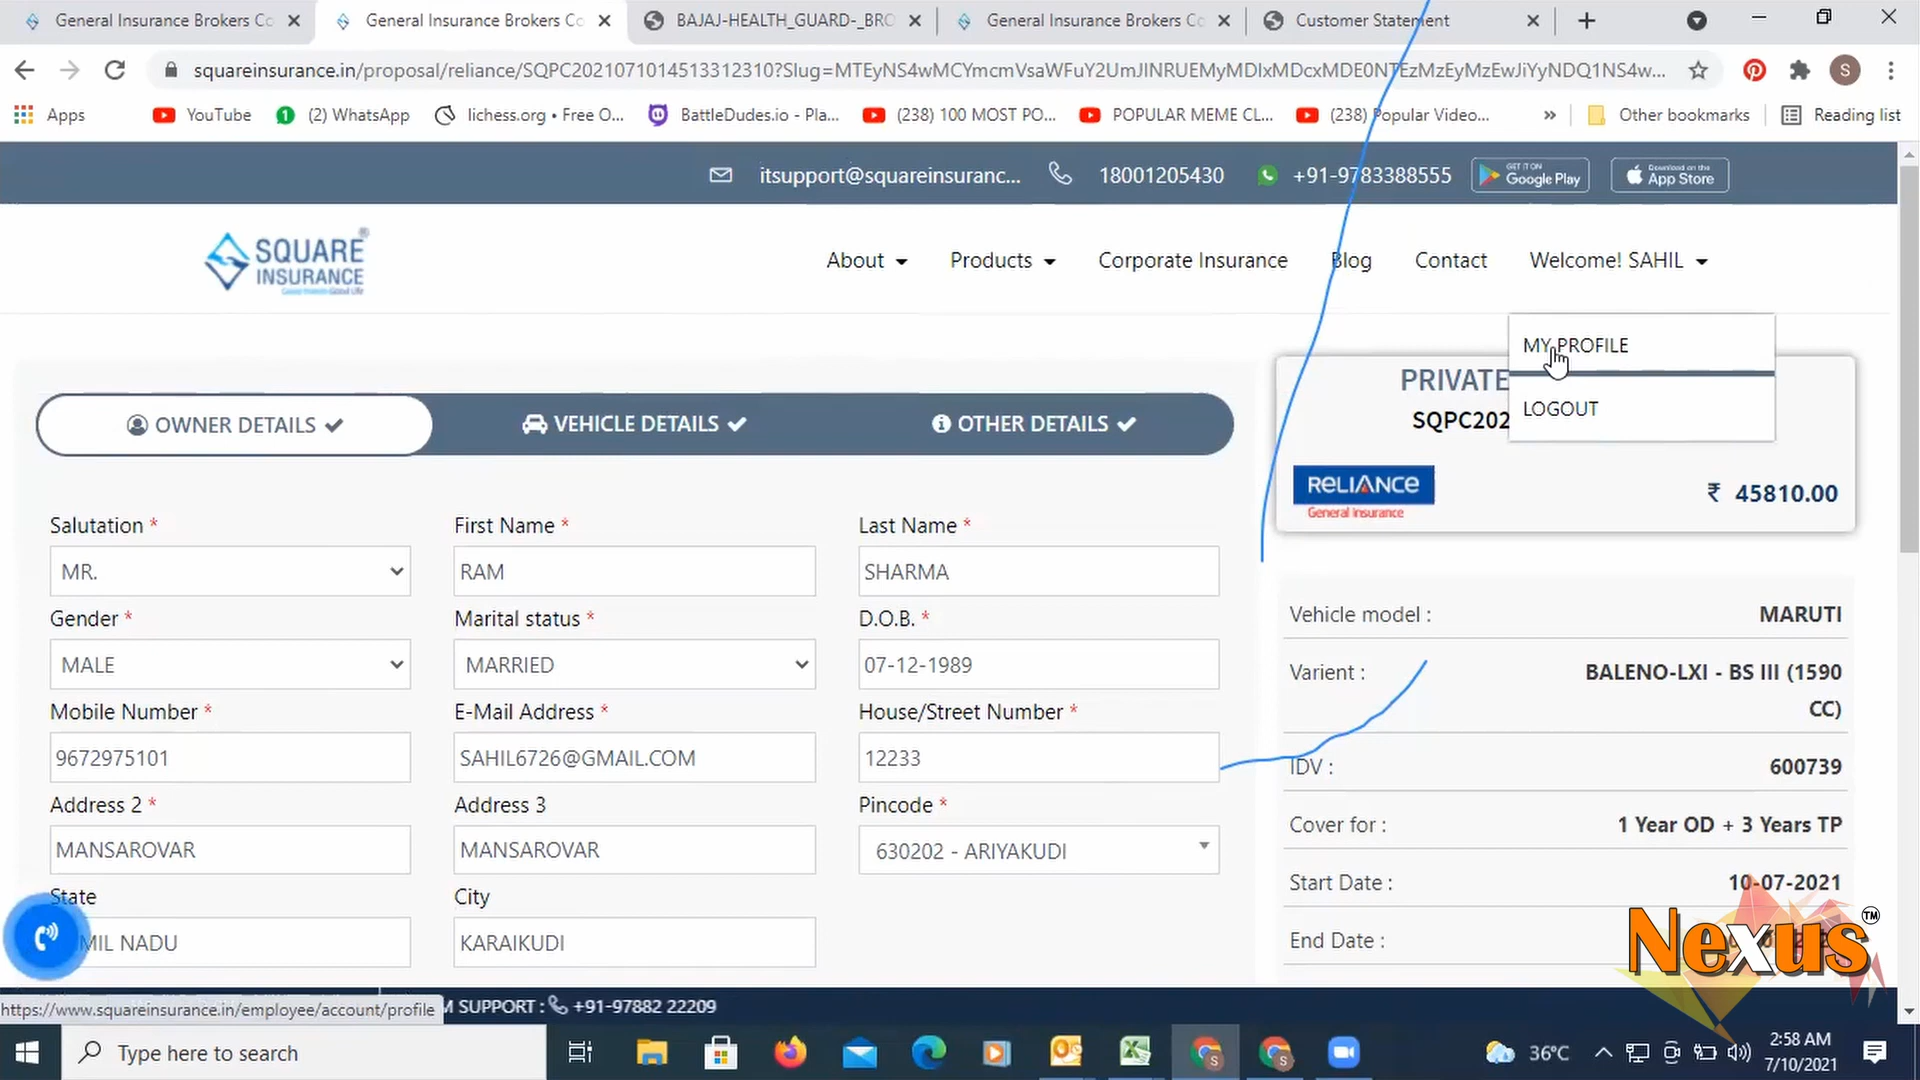 General Insurance Brokers Co
General Insurance Brokers Co
BAJAJ-HEALTH_GUARD-_BRO
General Insurance Brokers Co
Customer Statement
squareinsurance.in/proposal/reliance/SQPC2021071014513312310?Slug=MTEyNS4wMCYmcmVsaWFuY2UmJlNRUEMyMDIxMDcxMDE0NTEzMzEyMzEwJiYyNDQ1NS4w...
S
Apps
YouTube
1
(2) WhatsApp
lichess.org • Free O...
BattleDudes.io - Pla...
(238) 100 MOST PO...
POPULAR MEME CL...
(238) Popular Video...
»
Other bookmarks
Reading list
itsupport@squareinsuranc...
18001205430
+91-9783388555
GET IT ON
Google Play
Download on the
App Store
SQUARE
INSURANCE
®
About
Products
Corporate Insurance
Blog
Contact
Welcome! SAHIL
MY PROFILE
LOGOUT
OWNER DETAILS
VEHICLE DETAILS
OTHER DETAILS
PRIVATE
SQPC202
RELIANCE
General Insurance
₹ 45810.00
Salutation *
First Name *
Last Name *
MR.
RAM
SHARMA
Gender *
Marital status *
D.O.B. *
MALE
MARRIED
07-12-1989
Mobile Number *
E-Mail Address *
House/Street Number *
9672975101
SAHIL6726@GMAIL.COM
12233
Address 2 *
Address 3
Pincode *
MANSAROVAR
MANSAROVAR
630202 - ARIYAKUDI
State
City
MIL NADU
KARAIKUDI
Vehicle model :
MARUTI
Varient :
BALENO-LXI - BS III (1590
CC)
IDV :
600739
Cover for :
1 Year OD + 3 Years TP
Start Date :
10-07-2021
End Date :
Nexus™
https://www.squareinsurance.in/employee/account/profile
M SUPPORT : +91-97882 22209
Type here to search
36°C
2:58 AM
7/10/2021